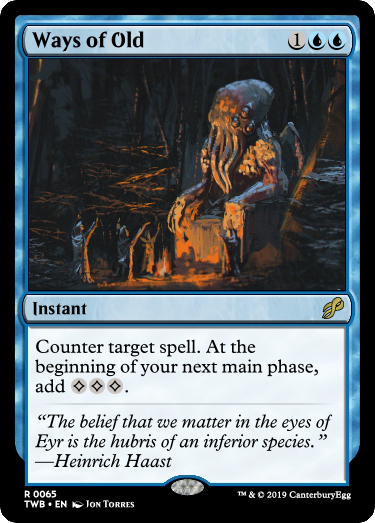 Ways of Old 1
Instant
Counter target spell. At the
beginning of your next main phase,
add
.
“The belief that we matter in the eyes of
Eyr is the hubris of an inferior species.”
—Heinrich Haast
R 0065
TWB • EN Jon Torres
™ & © 2019 CanterburyEgg